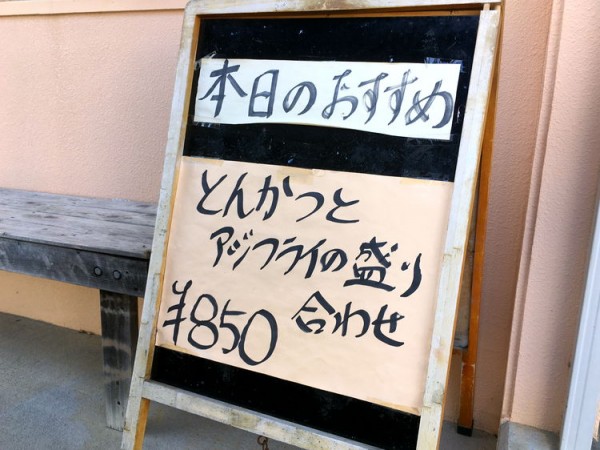 本日のおすすめ
とんかつと
アジフライの盛り
¥850 合わせ